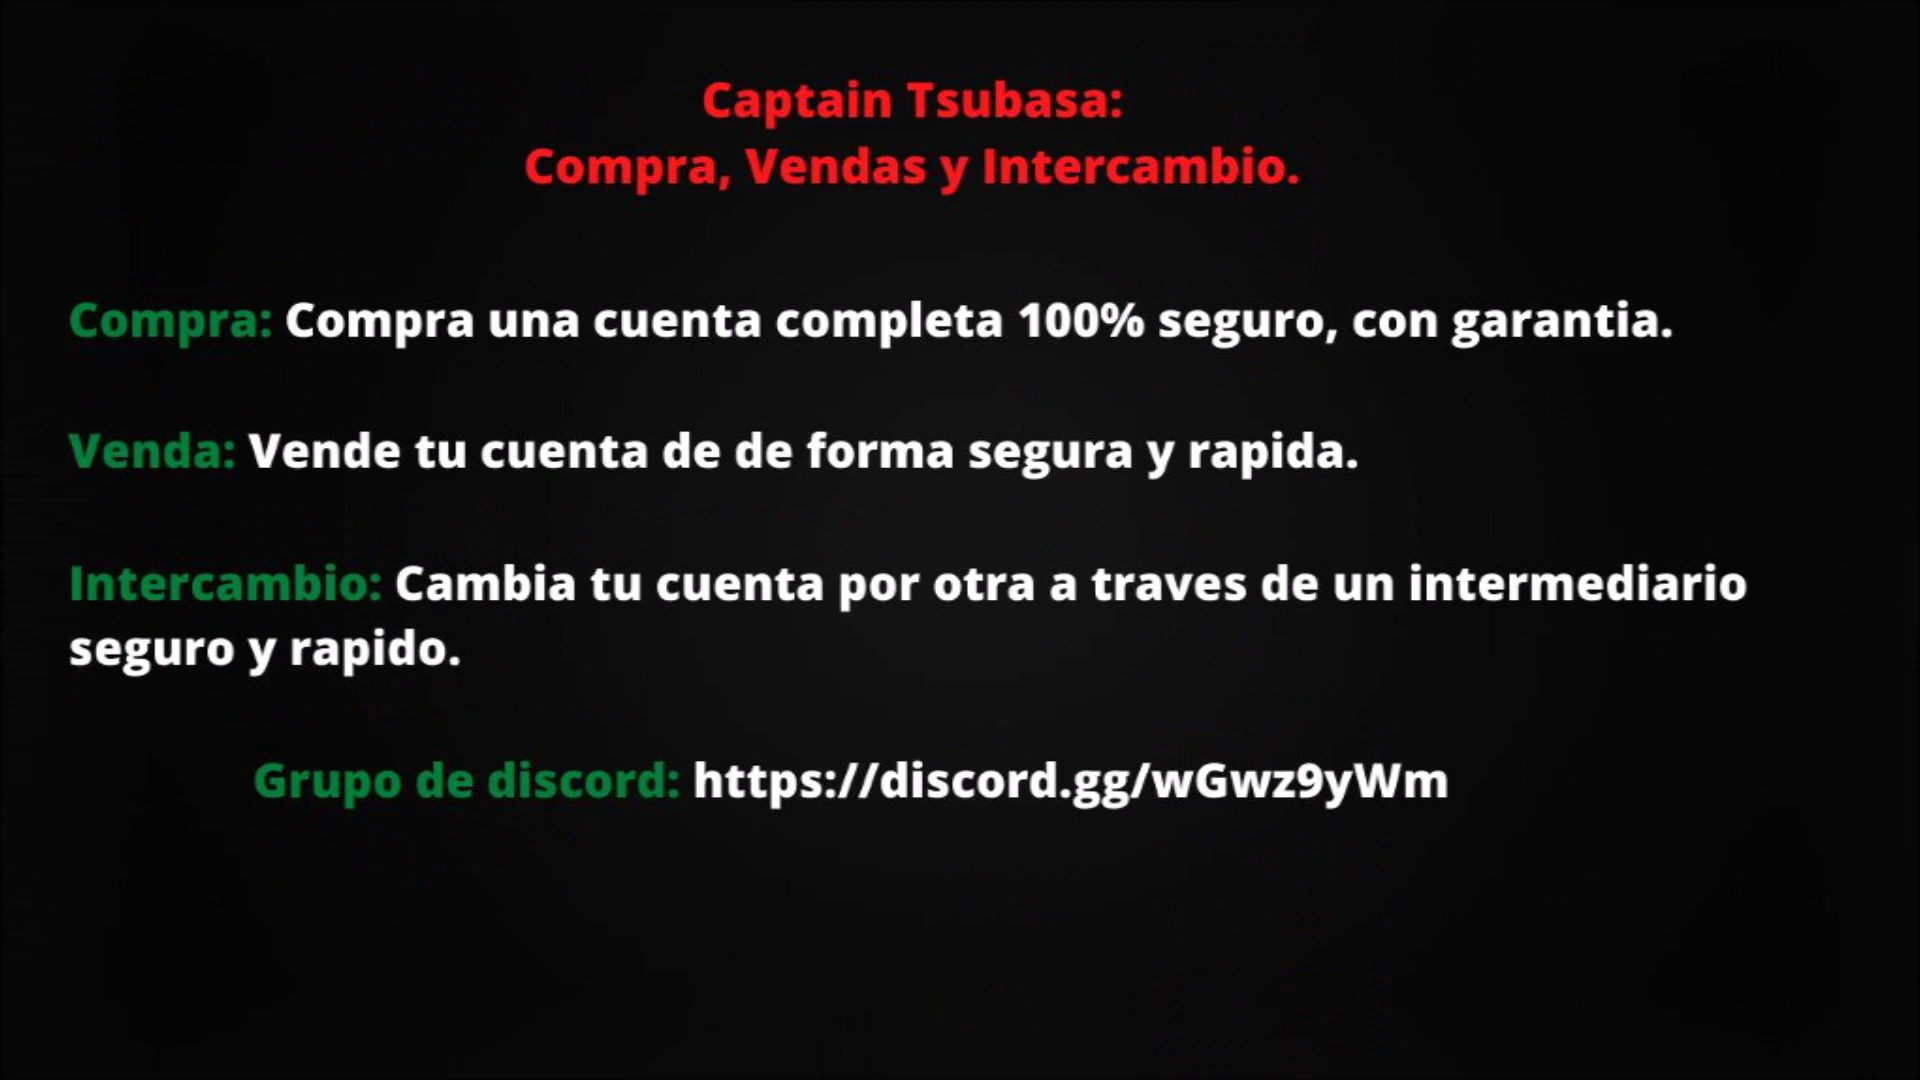 Captain Tsubasa:
Compra, Vendas y Intercambio.
Compra: Compra una cuenta completa 100% seguro, con garantia.
Venda: Vende tu cuenta de de forma segura y rapida.
Intercambio: Cambia tu cuenta por otra a traves de un intermediario
seguro y rapido.
Grupo de discord: https://discord.gg/wGwz9yWm